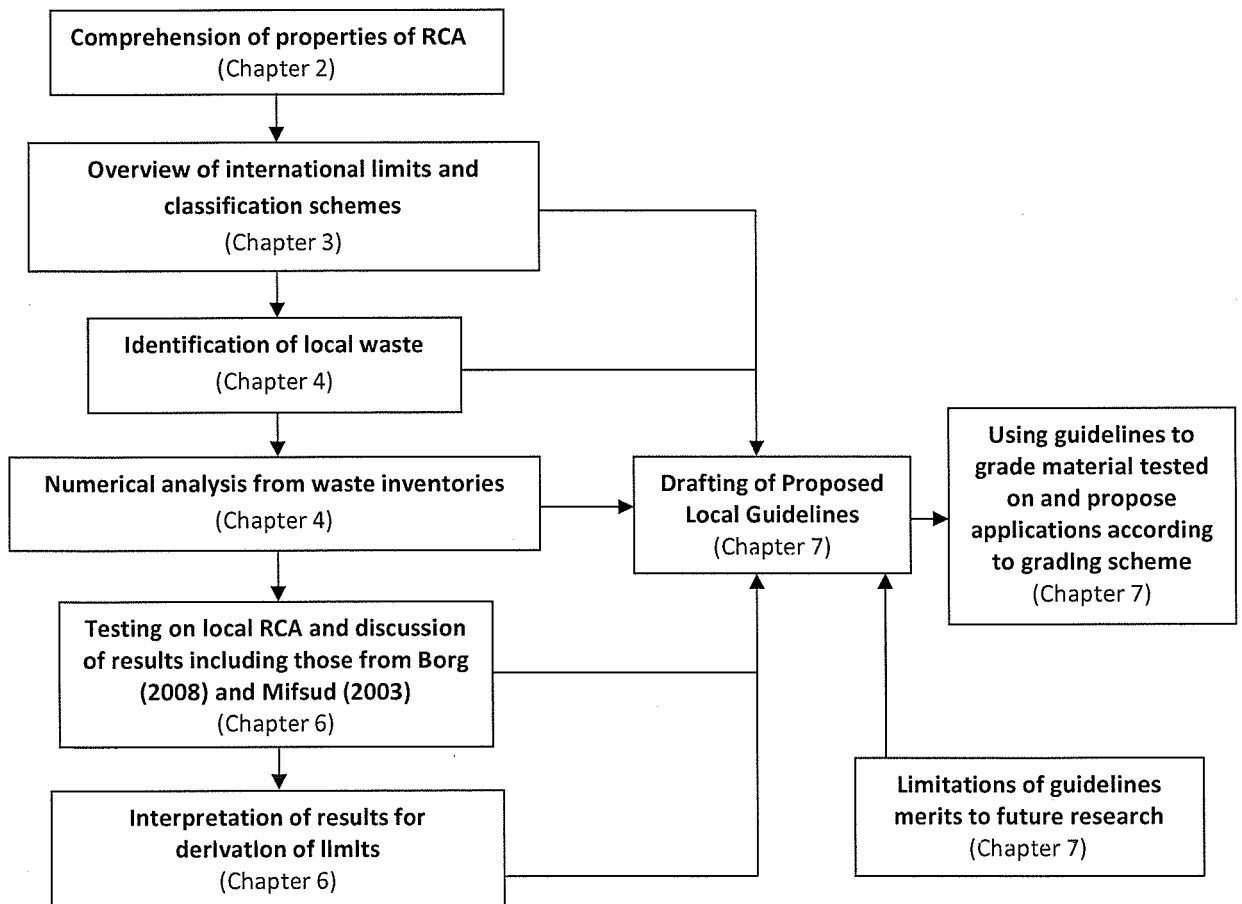 Comprehension of properties of RCA
(Chapter 2)
Overview of international limits and
classification schemes
(Chapter 3)
Identification of local waste
(Chapter 4)
Numerical analysis from waste inventories
(Chapter 4)
Testing on local RCA and discussion
of results including those from Borg
(2008) and Mifsud (2003)
(Chapter 6)
Interpretation of results for
derivation of limits
(Chapter 6)
Drafting of Proposed
Local Guidelines
(Chapter 7)
Using guidelines to
grade material tested
on and propose
applications according
to grading scheme
(Chapter 7)
Limitations of guidelines
merits to future research
(Chapter 7)